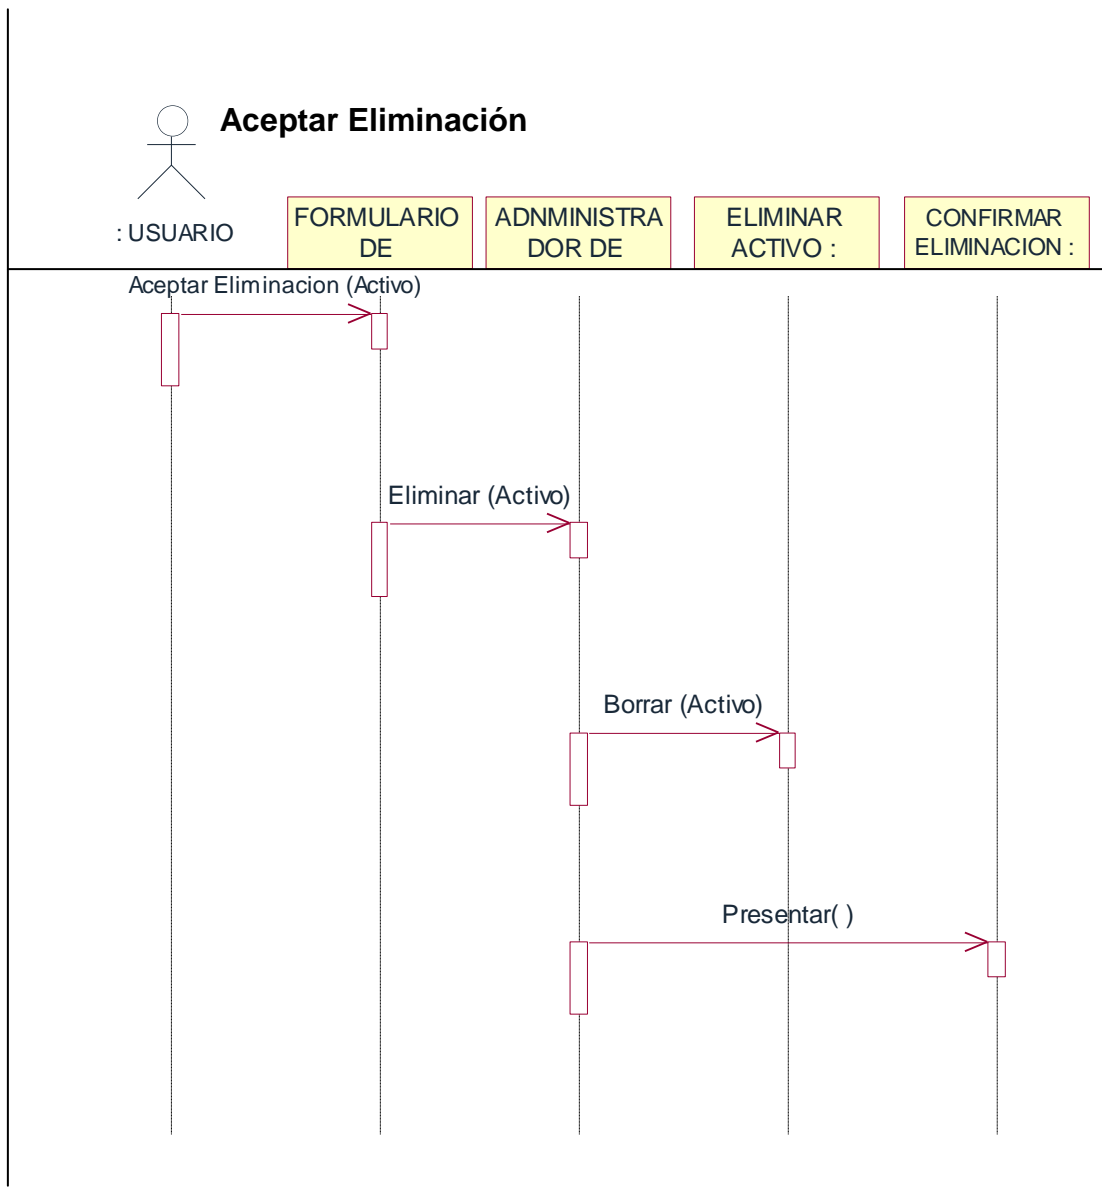 Aceptar Eliminación
: USUARIO
FORMULARIO
DE
ADNMINISTRA
DOR DE
ELIMINAR
ACTIVO :
CONFIRMAR
ELIMINACION :
Aceptar Eliminacion (Activo)
Eliminar (Activo)
Borrar (Activo)
Presentar( )